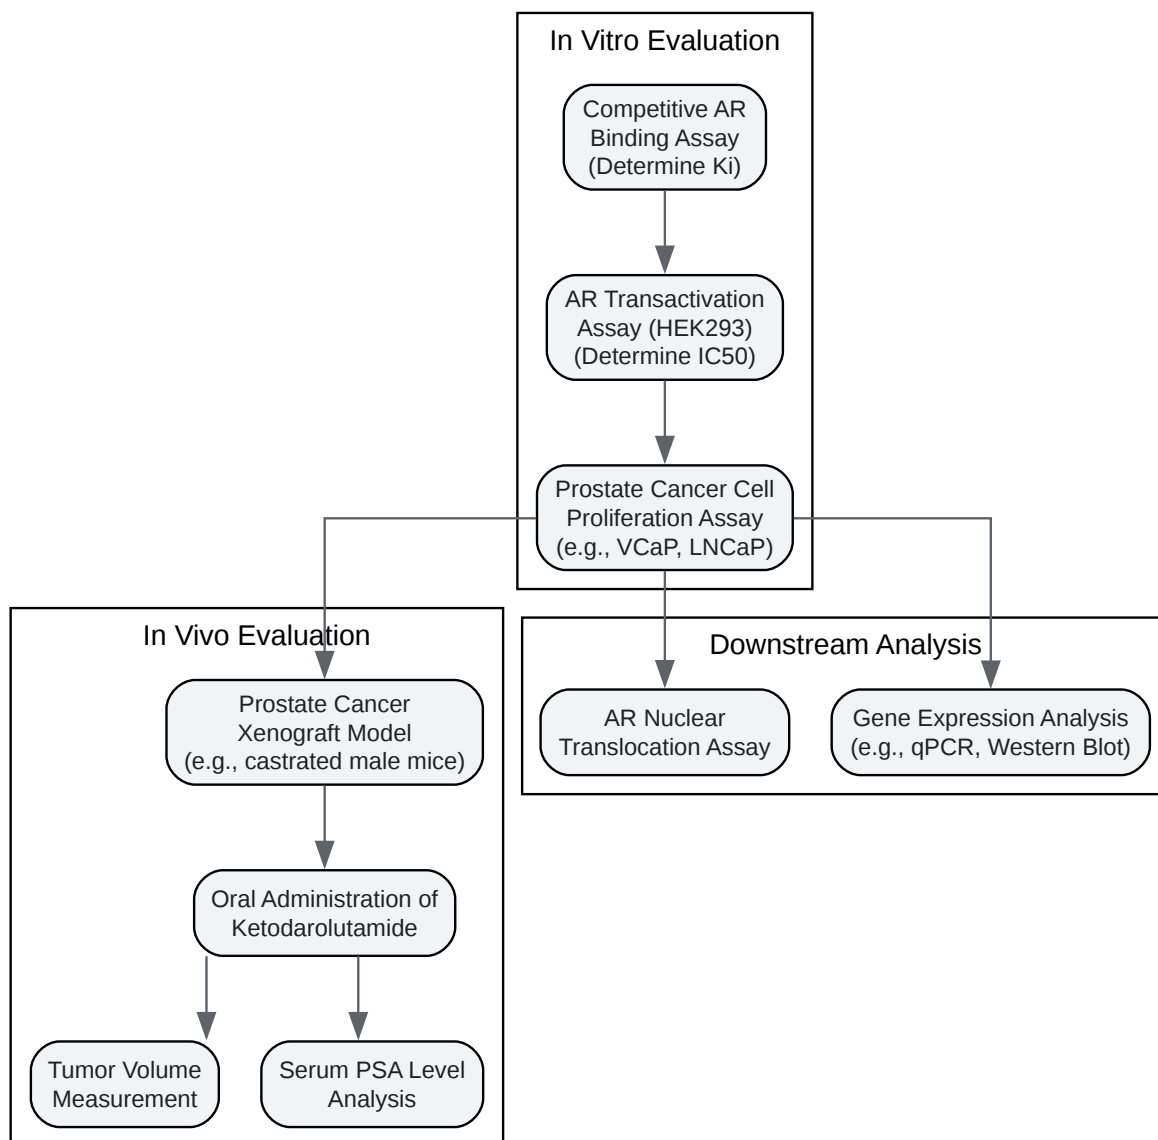 In Vitro Evaluation
Competitive AR
Binding Assay
(Determine Ki)
AR Transactivation
Assay (HEK293)
(Determine IC50)
Prostate Cancer Cell
Proliferation Assay
(e.g., VCaP, LNCaP)
In Vivo Evaluation
Prostate Cancer
Xenograft Model
(e.g., castrated male mice)
Oral Administration of
Ketodarolutamide
Tumor Volume
Measurement
Serum PSA Level
Analysis
Downstream Analysis
AR Nuclear
Translocation Assay
Gene Expression Analysis
(e.g., qPCR, Western Blot)